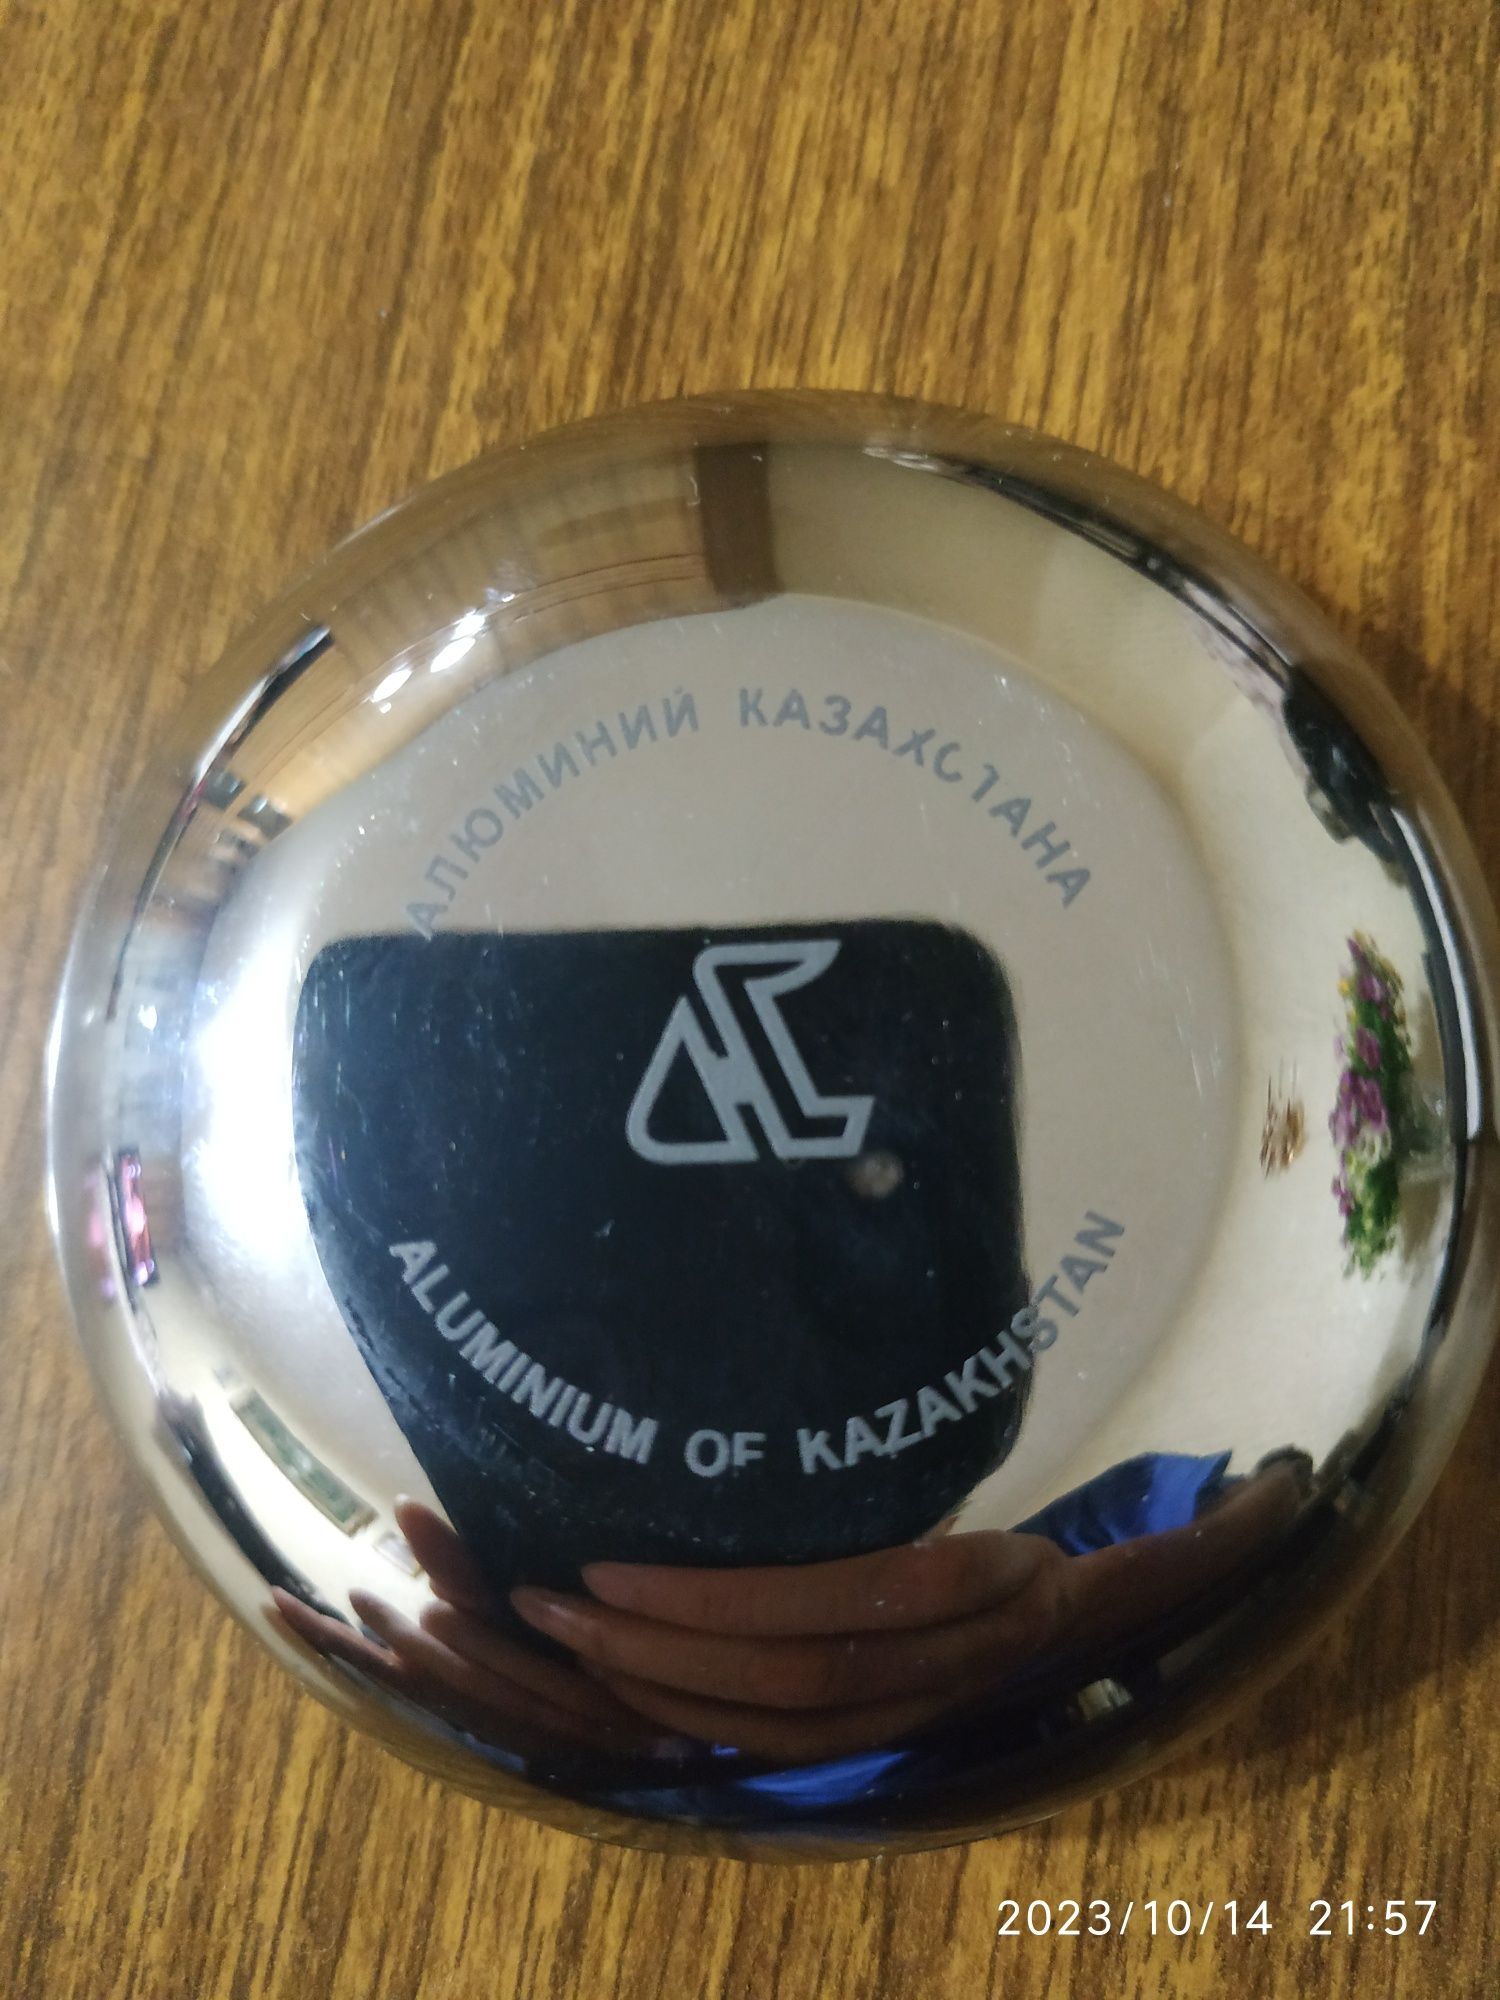 АЛЮМИНИЙ КАЗАХСТАНА
ALUMINIUM OF KAZAKHSTAN
2023/10/14 21:57